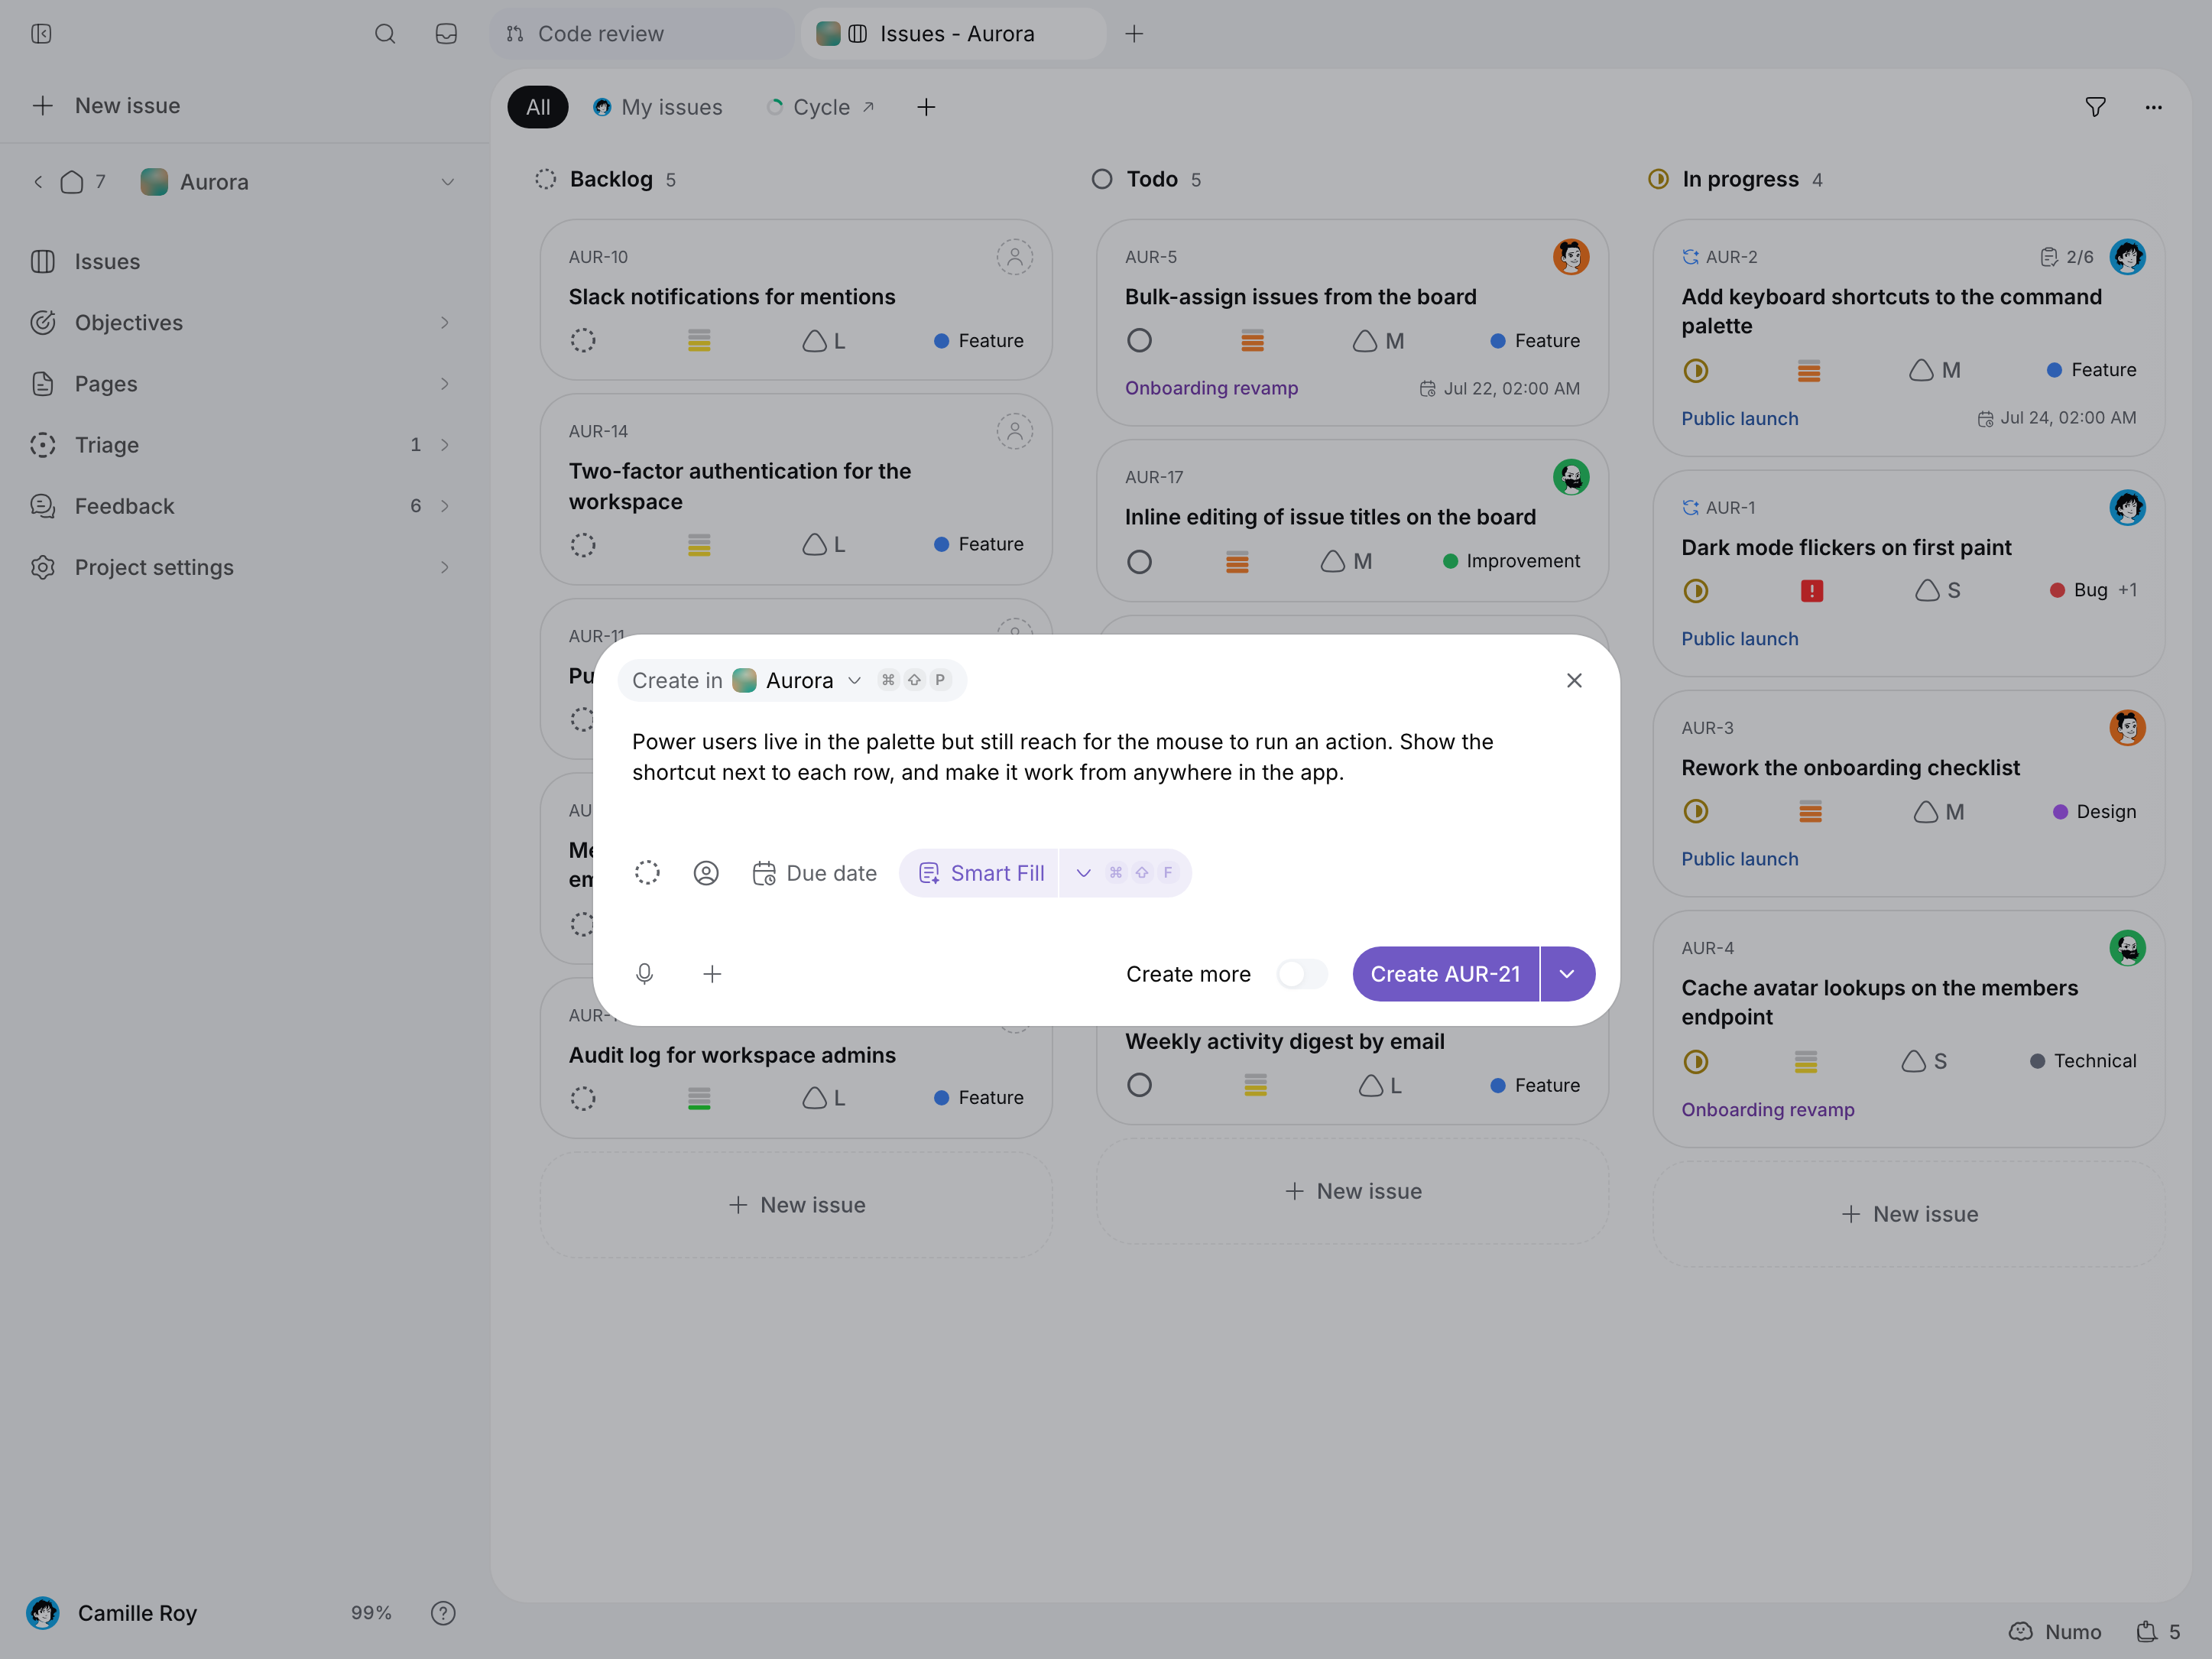 Code review
Issues - Aurora
New issue
All
My issues
Cycle
7
Aurora
Issues
Objectives
Pages
Triage
1
Feedback
6
Project settings
Backlog 5
AUR-10
Slack notifications for mentions
L
Feature
AUR-14
Two-factor authentication for the
workspace
L
Feature
AUR-11
Pu
Me
em
Audit log for workspace admins
L
Feature
New issue
Todo 5
AUR-5
Bulk-assign issues from the board
M
Feature
Onboarding revamp
Jul 22, 02:00 AM
AUR-17
Inline editing of issue titles on the board
M
Improvement
Weekly activity digest by email
L
Feature
New issue
In progress 4
AUR-2
2/6
Add keyboard shortcuts to the command
palette
M
Feature
Public launch
Jul 24, 02:00 AM
AUR-1
Dark mode flickers on first paint
S
Bug +1
Public launch
AUR-3
Rework the onboarding checklist
M
Design
Public launch
AUR-4
Cache avatar lookups on the members
endpoint
S
Technical
Onboarding revamp
New issue
Create in Aurora ⌘ ⇧ P
Power users live in the palette but still reach for the mouse to run an action. Show the
shortcut next to each row, and make it work from anywhere in the app.
Due date
Smart Fill
⌘ ⇧ F
Create more
Create AUR-21
Camille Roy
99%
Numo
5